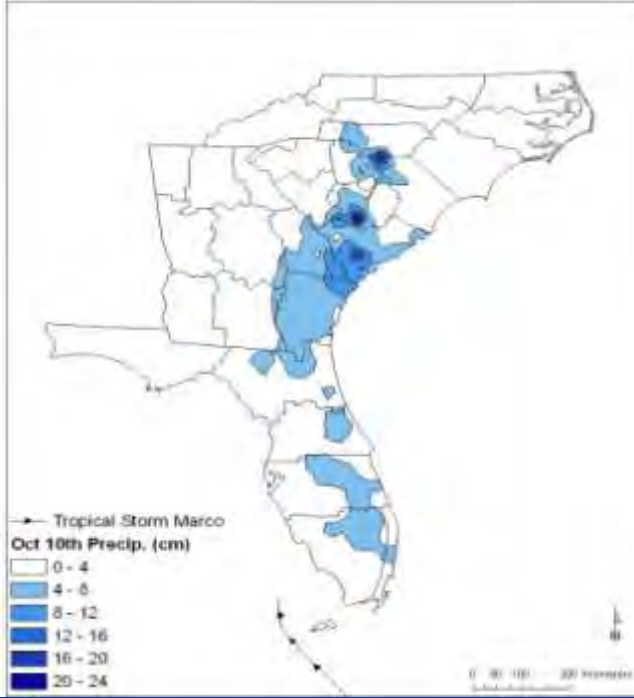 Tropical Storm Marco
Oct 10th Precip. (cm)
0 - 4
4 - 8
8 - 12
12 - 16
16 - 20
20 - 24